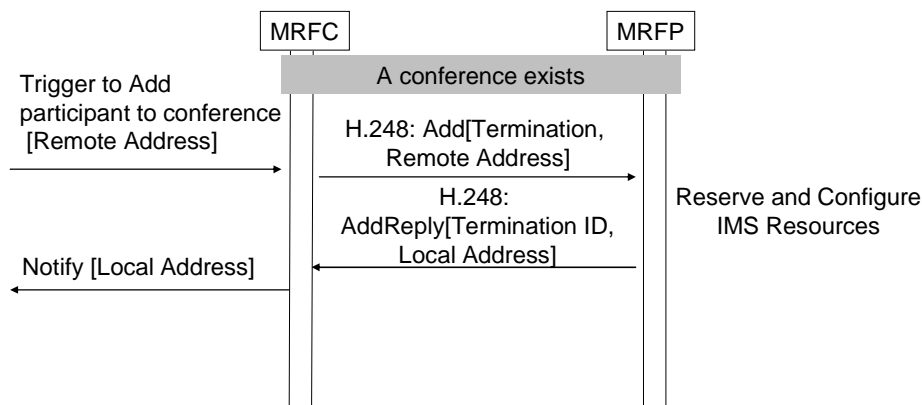 MRFC
MRFP
A conference exists
Trigger to Add
participant to conference
[Remote Address]
H.248: Add[Termination,
Remote Address]
H.248:
AddReply[Termination ID,
Local Address]
Reserve and Configure
IMS Resources
Notify [Local Address]